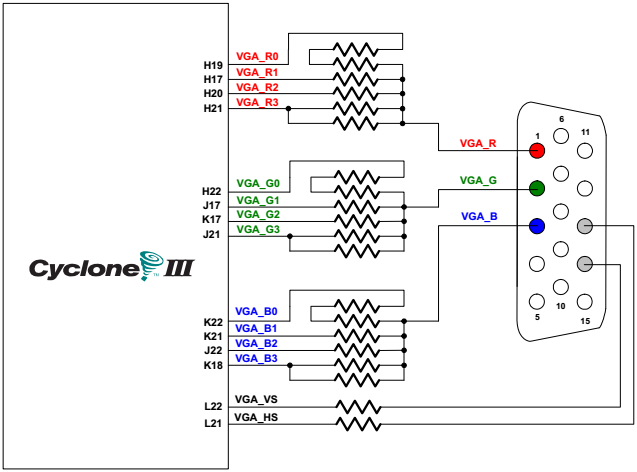 H19 VGA_R0
H17 VGA_R1
H20 VGA_R2
H21 VGA_R3
VGA_R
1
6
11
H22 VGA_G0
J17 VGA_G1
K17 VGA_G2
J21 VGA_G3
VGA_G
VGA_B
Cyclone III
K22 VGA_B0
K21 VGA_B1
J22 VGA_B2
K18 VGA_B3
5
10
15
L22 VGA_VS
L21 VGA_HS